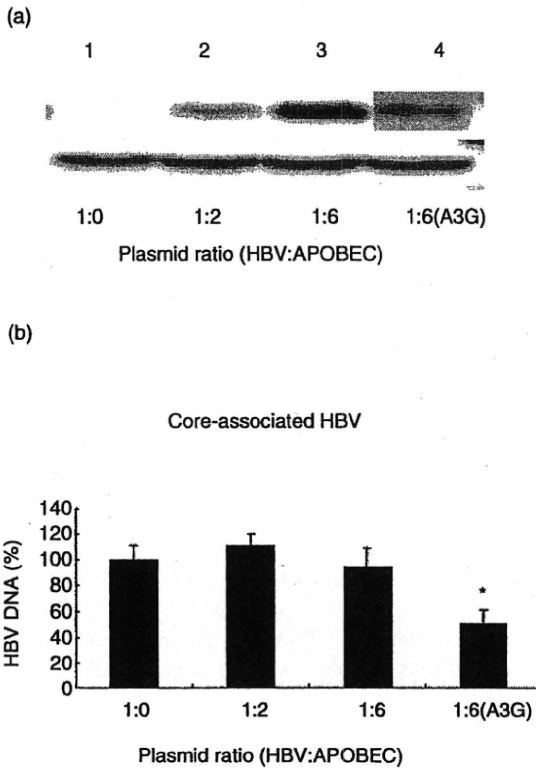 (a)
1 2 3 4
1:0 1:2 1:6 1:6(A3G)
Plasmid ratio (HBV:APOBEC)
(b)
Core-associated HBV
HBV DNA (%)
140
120
100
80
60
40
20
0
*
1:0 1:2 1:6 1:6(A3G)
Plasmid ratio (HBV:APOBEC)